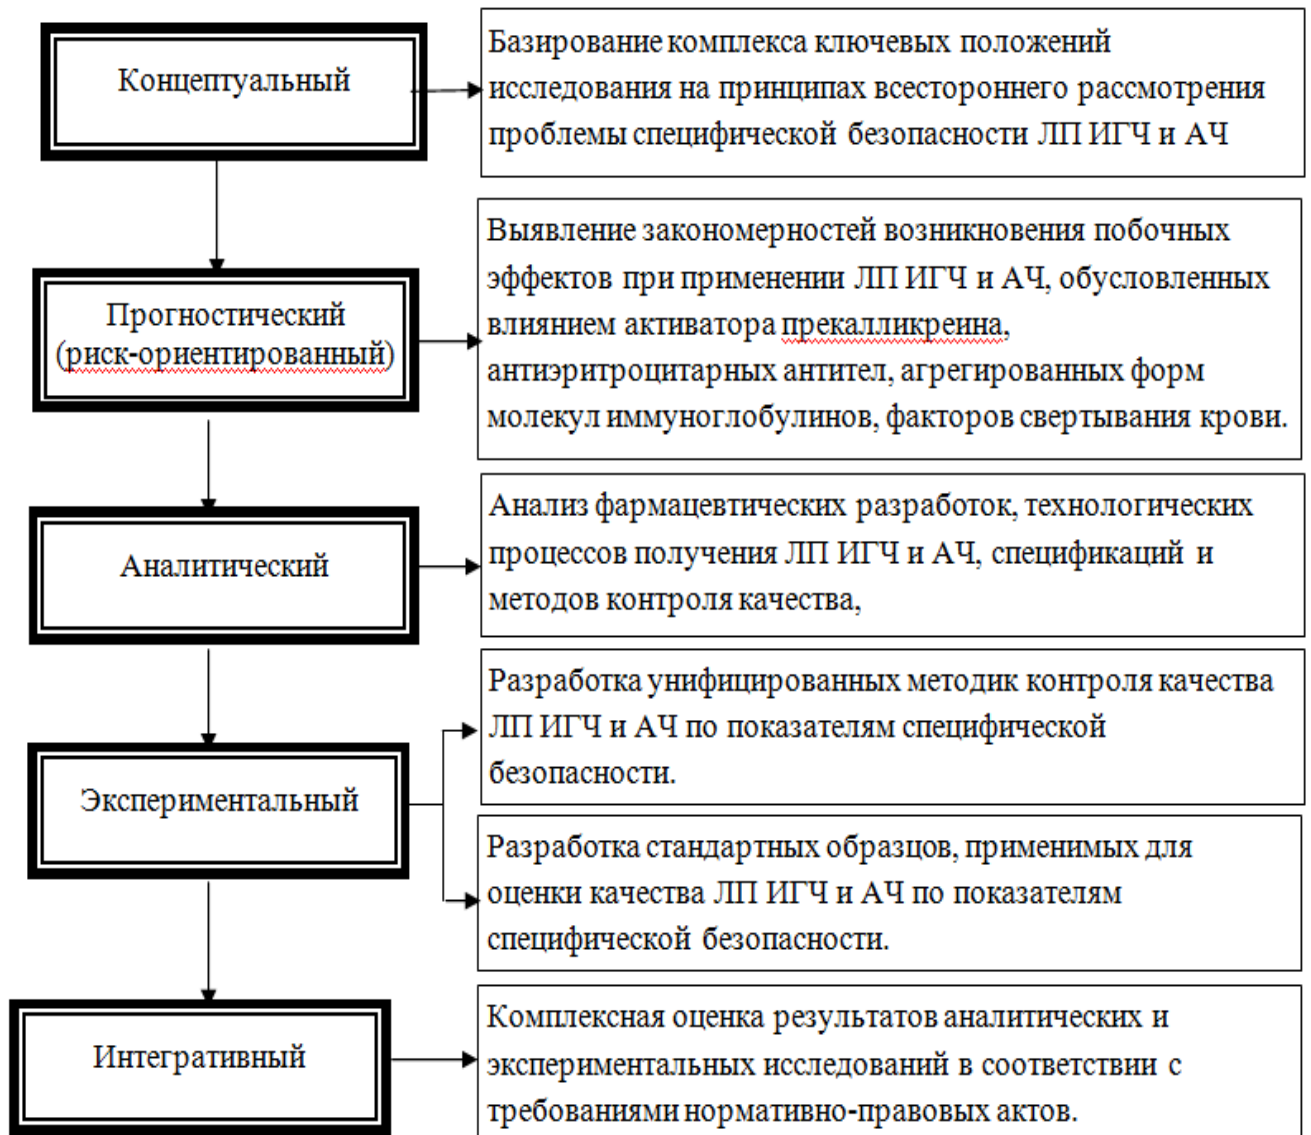 Концептуальный
Базирование комплекса ключевых положений
исследования на принципах всестороннего рассмотрения
проблемы специфической безопасности ЛП ИГЧ и АЧ
Прогностический
(риск-ориентированный)
Выявление закономерностей возникновения побочных
эффектов при применении ЛП ИГЧ и АЧ, обусловленных
влиянием активатора прекалликреина,
антиэритроцитарных антител, агрегированных форм
молекул иммуноглобулинов, факторов свертывания крови.
Аналитический
Анализ фармацевтических разработок, технологических
процессов получения ЛП ИГЧ и АЧ, спецификаций и
методов контроля качества,
Экспериментальный
Разработка унифицированных методик контроля качества
ЛП ИГЧ и АЧ по показателям специфической
безопасности.
Разработка стандартных образцов, применимых для
оценки качества ЛП ИГЧ и АЧ по показателям
специфической безопасности.
Интегративный
Комплексная оценка результатов аналитических и
экспериментальных исследований в соответствии с
требованиями нормативно-правовых актов.